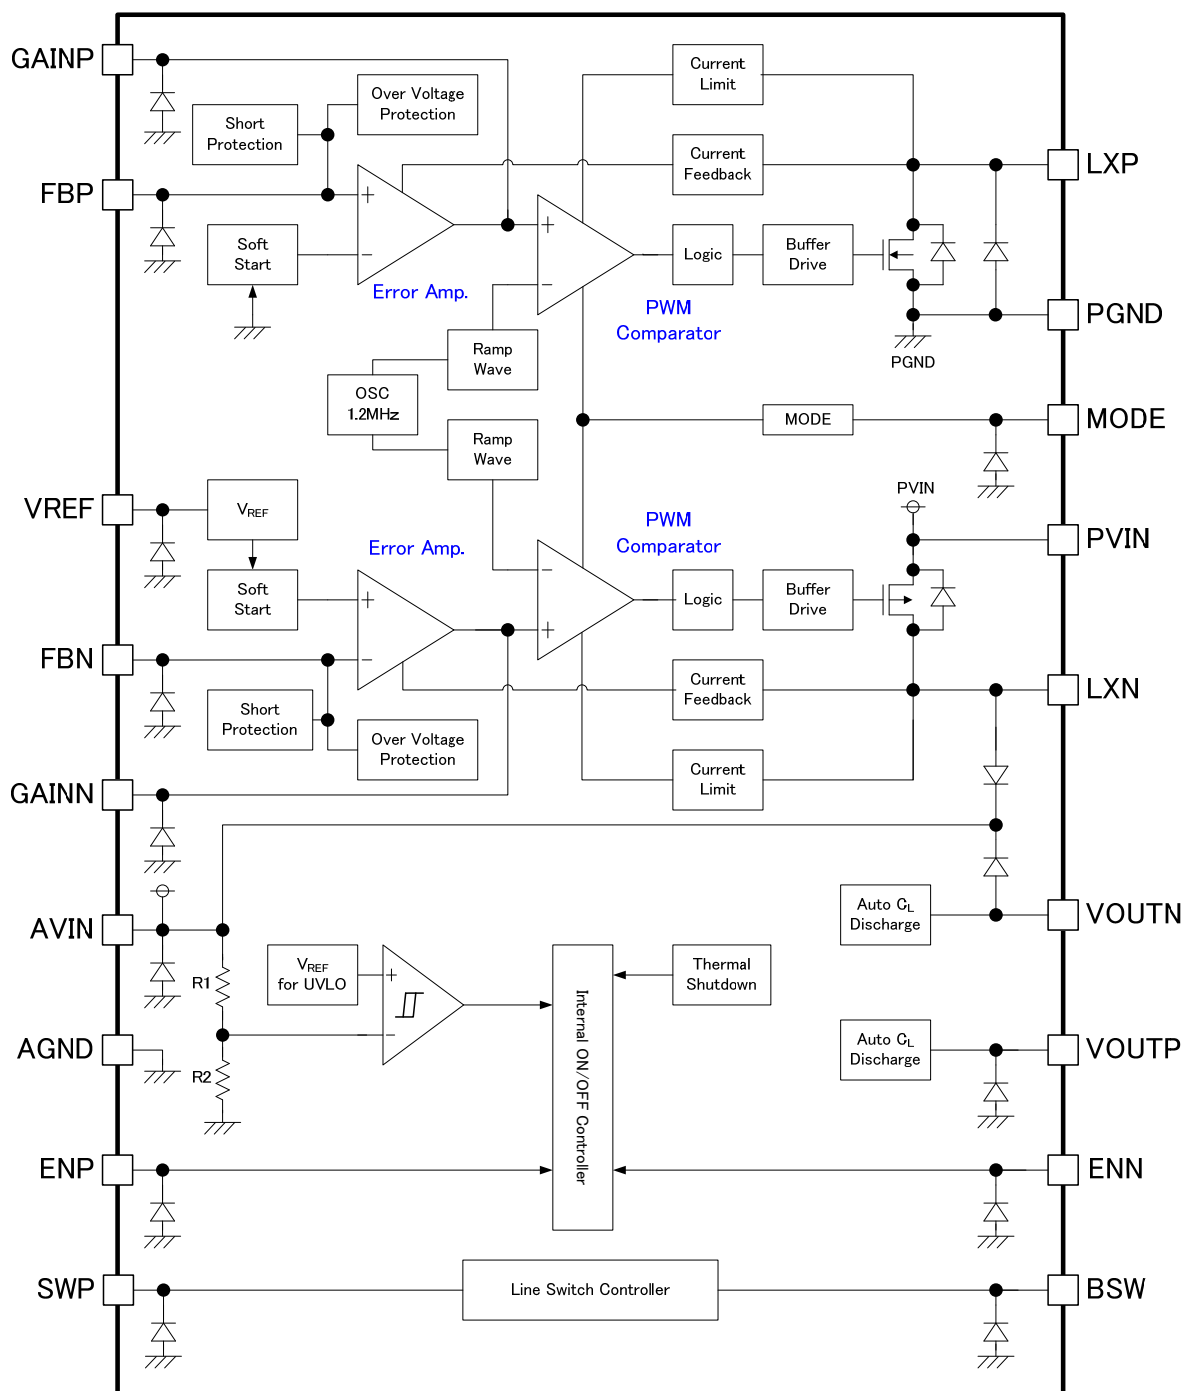 GAINP
Current
Limit
Over Voltage
Protection
Short
Protection
Current
Feedback
LXP
FBP
Soft
Start
Logic
Buffer
Drive
Error Amp.
PWM
Comparator
PGND
PGND
Ramp
Wave
OSC
1.2MHz
MODE
MODE
Ramp
Wave
VREF
VREF
PVIN
PWM
Comparator
PVIN
Error Amp.
Soft
Start
Logic
Buffer
Drive
FBN
Current
Feedback
LXN
Short
Protection
Over Voltage
Protection
Current
Limit
GAINN
AVIN
Auto CL
Discharge
VOUTN
R1
VREF
for UVLO
Thermal
Shutdown
Internal ON/OFF Controller
AGND
R2
Auto CL
Discharge
VOUTP
ENP
ENN
SWP
Line Switch Controller
BSW